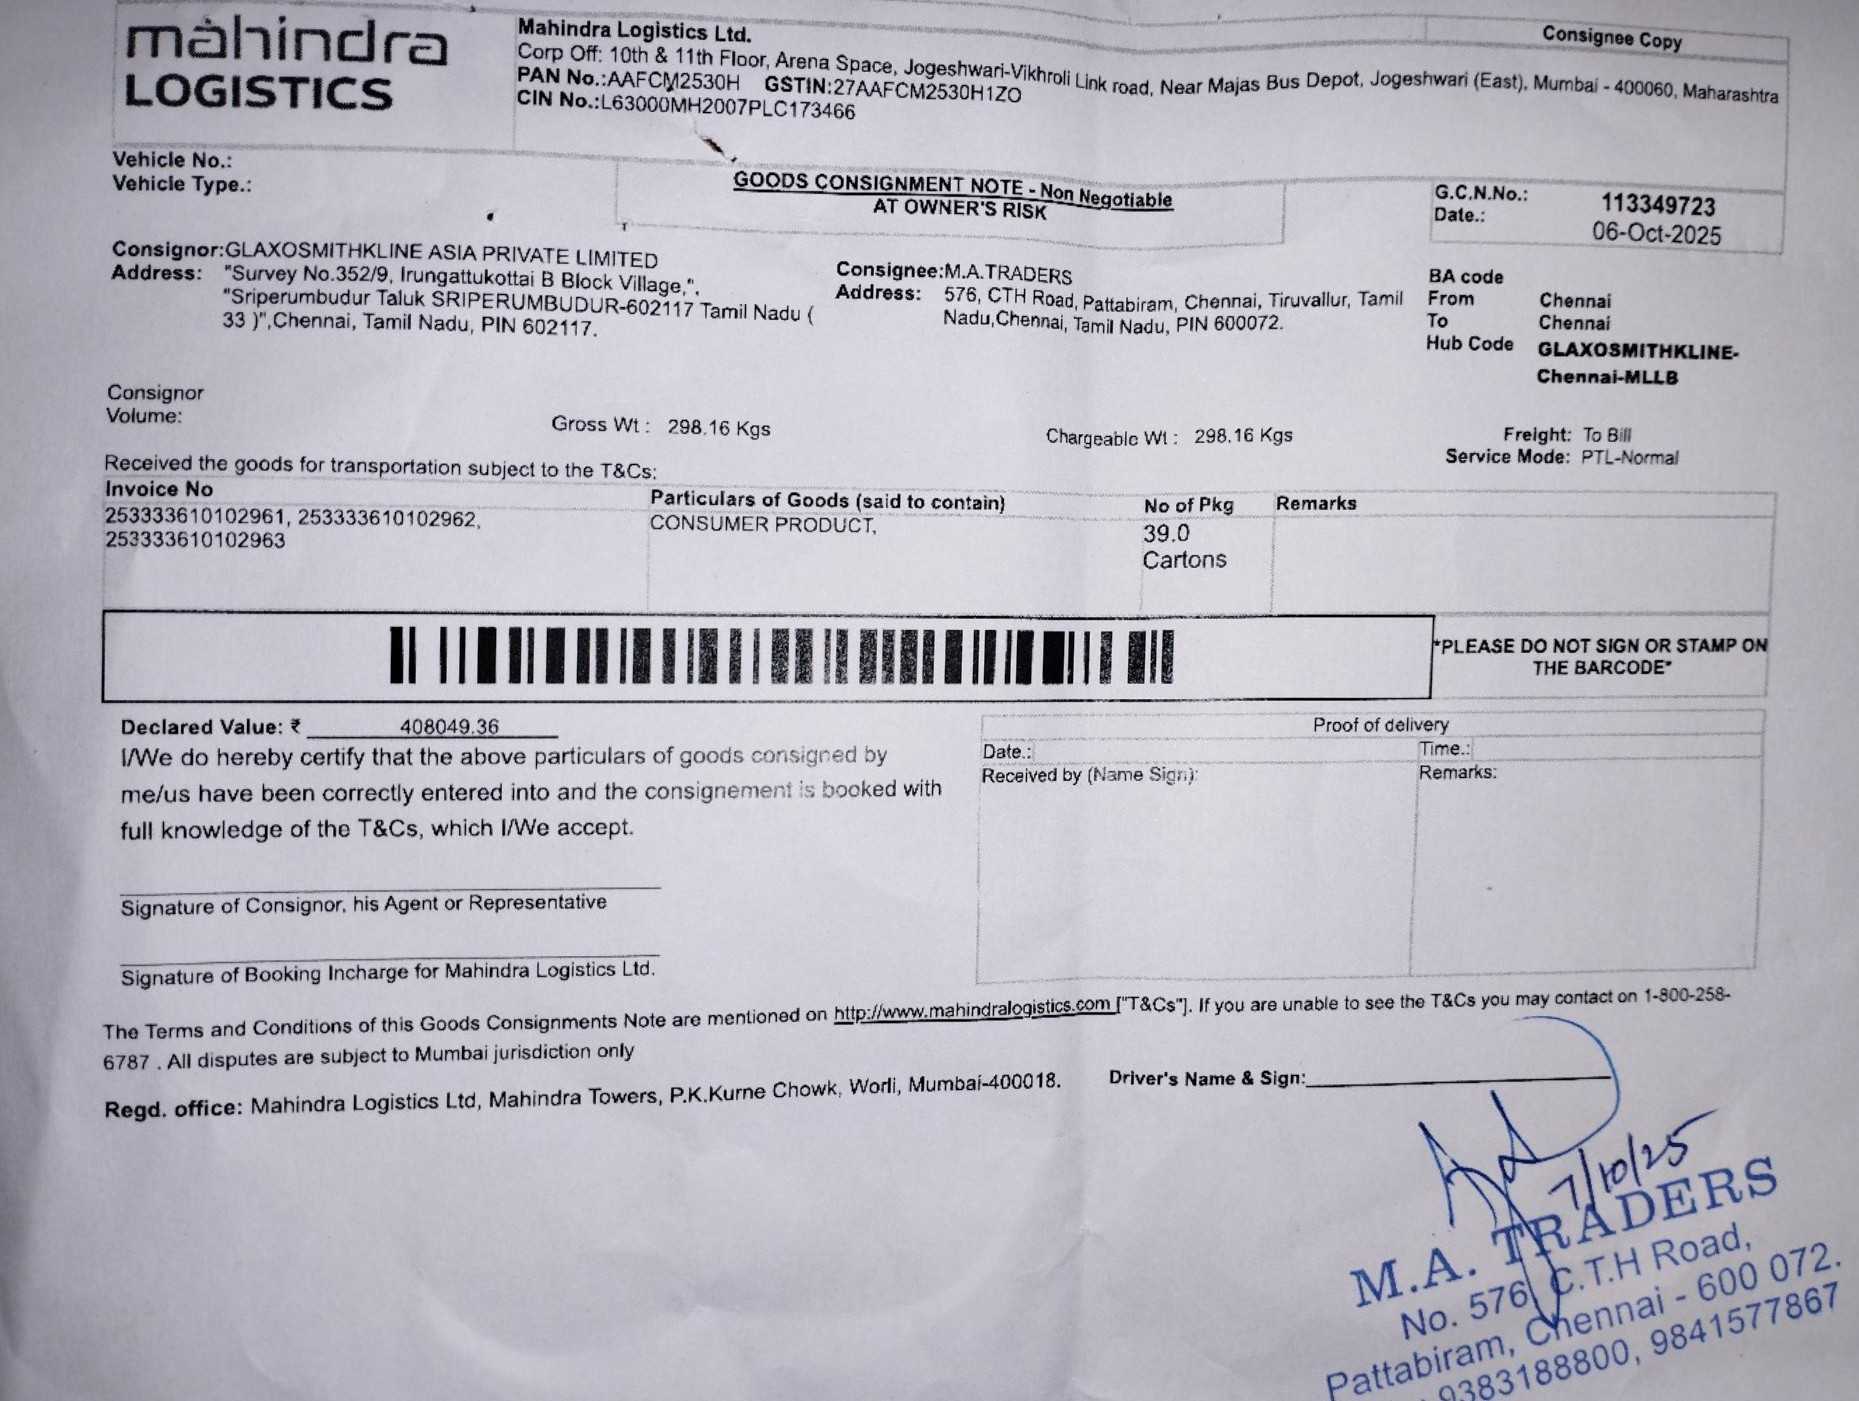 mahindra
LOGISTICS
Mahindra Logistics Ltd.
Corp Off: 10th & 11th Floor, Arena Space, Jogeshwari-Vikhroli Link road, Near Majas Bus Depot, Jogeshwari (East), Mumbai - 400060, Maharashtra
PAN No.:AAFCM2530H GSTIN:27AAFCM2530H1ZO
CIN No.:L63000MH2007PLC173466
Consignee Copy
Vehicle No.:
Vehicle Type.:
GOODS CONSIGNMENT NOTE - Non Negotiable
AT OWNER'S RISK
G.C.N.No.: 113349723
Date.: 06-Oct-2025
Consignor:GLAXOSMITHKLINE ASIA PRIVATE LIMITED
Address: "Survey No.352/9, Irungattukottai B Block Village,",
"Sriperumbudur Taluk SRIPERUMBUDUR-602117 Tamil Nadu (
33 )",Chennai, Tamil Nadu, PIN 602117.
Consignee:M.A.TRADERS
Address: 576, CTH Road, Pattabiram, Chennai, Tiruvallur, Tamil
Nadu,Chennai, Tamil Nadu, PIN 600072.
BA code
From Chennai
To Chennai
Hub Code GLAXOSMITHKLINE-
Chennai-MLLB
Consignor
Volume:
Gross Wt : 298.16 Kgs
Chargeable Wt : 298.16 Kgs
Freight: To Bill
Service Mode: PTL-Normal
Received the goods for transportation subject to the T&Cs:
Invoice No Particulars of Goods (said to contain) No of Pkg Remarks
253333610102961, 253333610102962, CONSUMER PRODUCT, 39.0
253333610102963 Cartons
*PLEASE DO NOT SIGN OR STAMP ON
THE BARCODE*
Declared Value: ₹ 408049.36
I/We do hereby certify that the above particulars of goods consigned by
me/us have been correctly entered into and the consignement is booked with
full knowledge of the T&Cs, which I/We accept.
Proof of delivery
Date.: Time.:
Received by (Name Sign): Remarks:
Signature of Consignor, his Agent or Representative
Signature of Booking Incharge for Mahindra Logistics Ltd.
The Terms and Conditions of this Goods Consignments Note are mentioned on http://www.mahindralogistics.com ["T&Cs"]. If you are unable to see the T&Cs you may contact on 1-800-258-
6787 . All disputes are subject to Mumbai jurisdiction only
Regd. office: Mahindra Logistics Ltd, Mahindra Towers, P.K.Kurne Chowk, Worli, Mumbai-400018.
Driver's Name & Sign:
7/10/25
M.A. TRADERS
No. 576, C.T.H Road,
Pattabiram, Chennai - 600 072.
9383188800, 9841577867